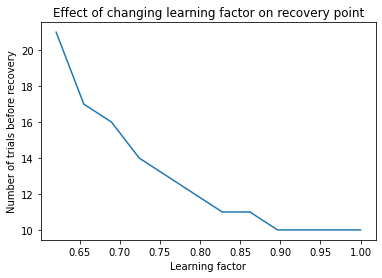 Effect of changing learning factor on recovery point
Number of trials before recovery
20
18
16
14
12
10
0.65 0.70 0.75 0.80 0.85 0.90 0.95 1.00
Learning factor